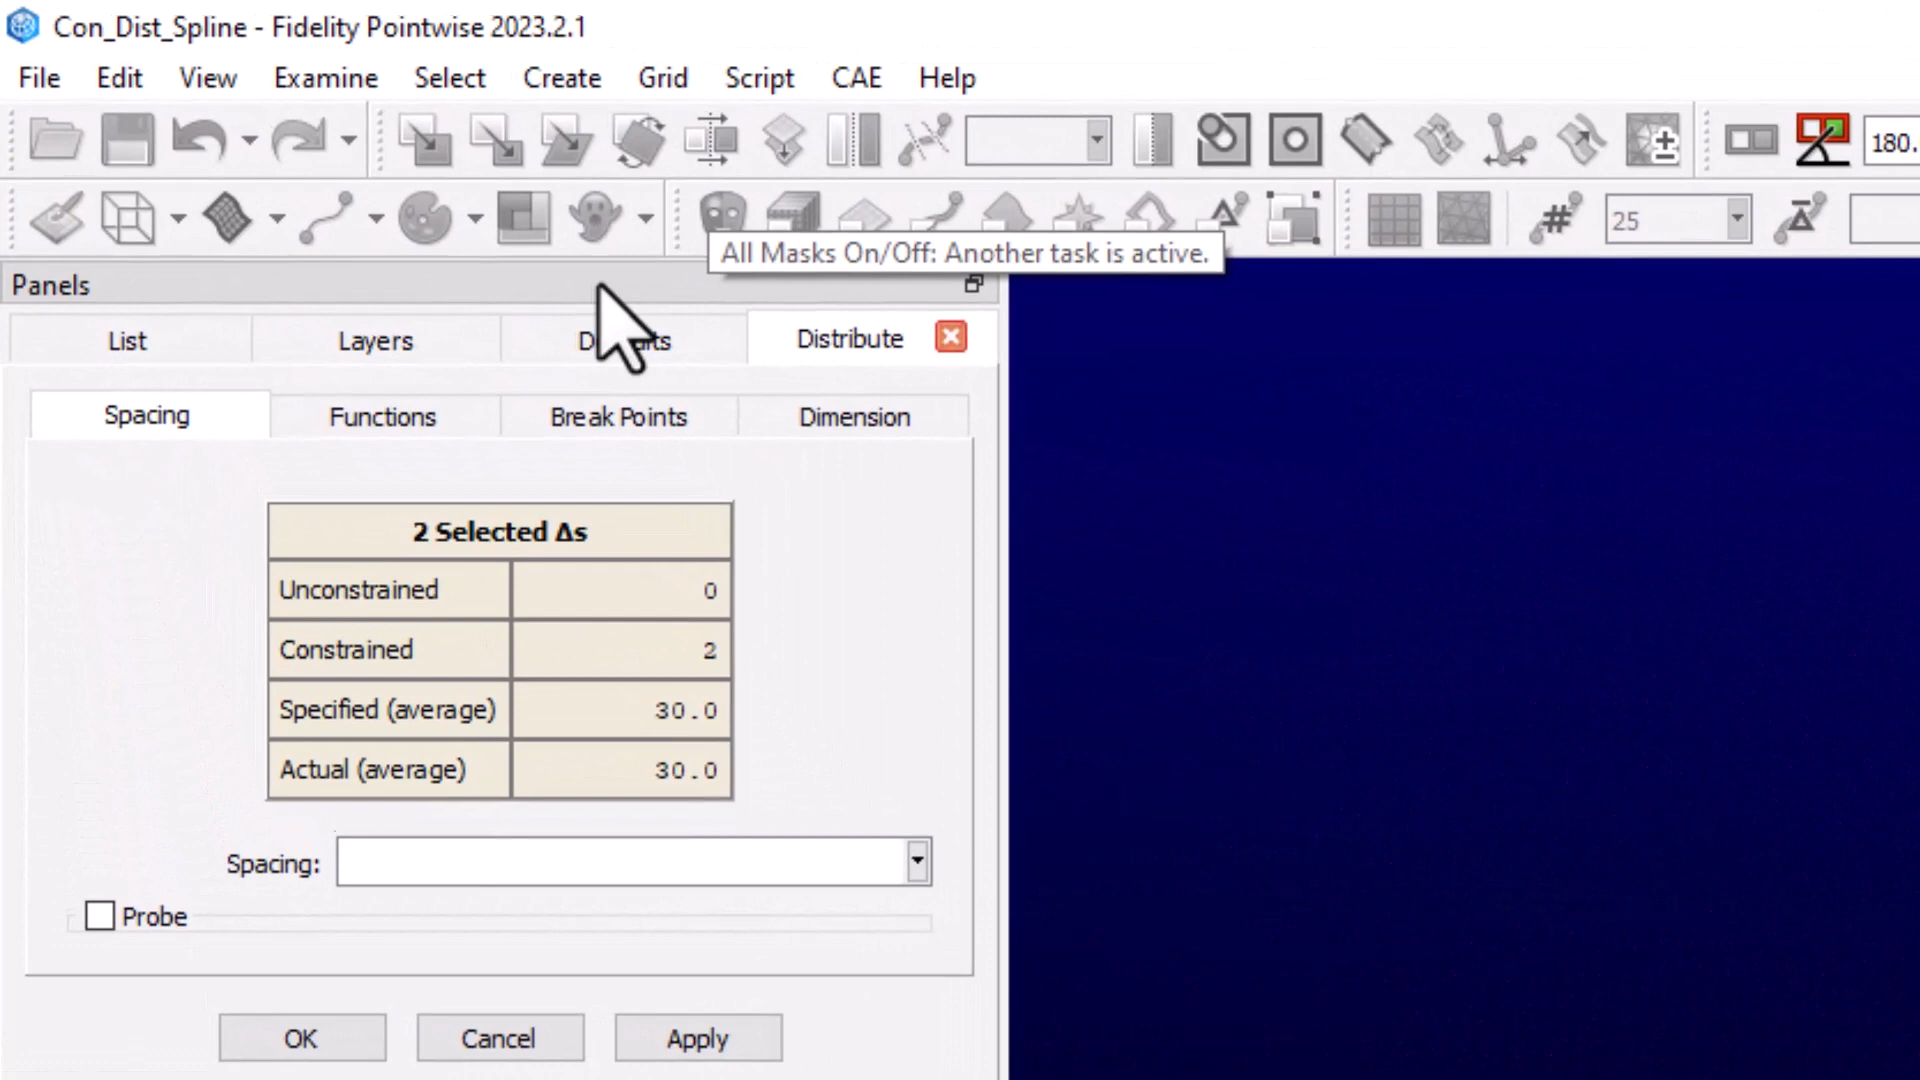 Con_Dist_Spline - Fidelity Pointwise 2023.2.1
File Edit View Examine Select Create Grid Script CAE Help
180.
25
All Masks On/Off: Another task is active.
Panels
List Layers Distribute
Spacing Functions Break Points Dimension
2 Selected Δs
Unconstrained 0
Constrained 2
Specified (average) 30.0
Actual (average) 30.0
Spacing:
Probe
OK Cancel Apply